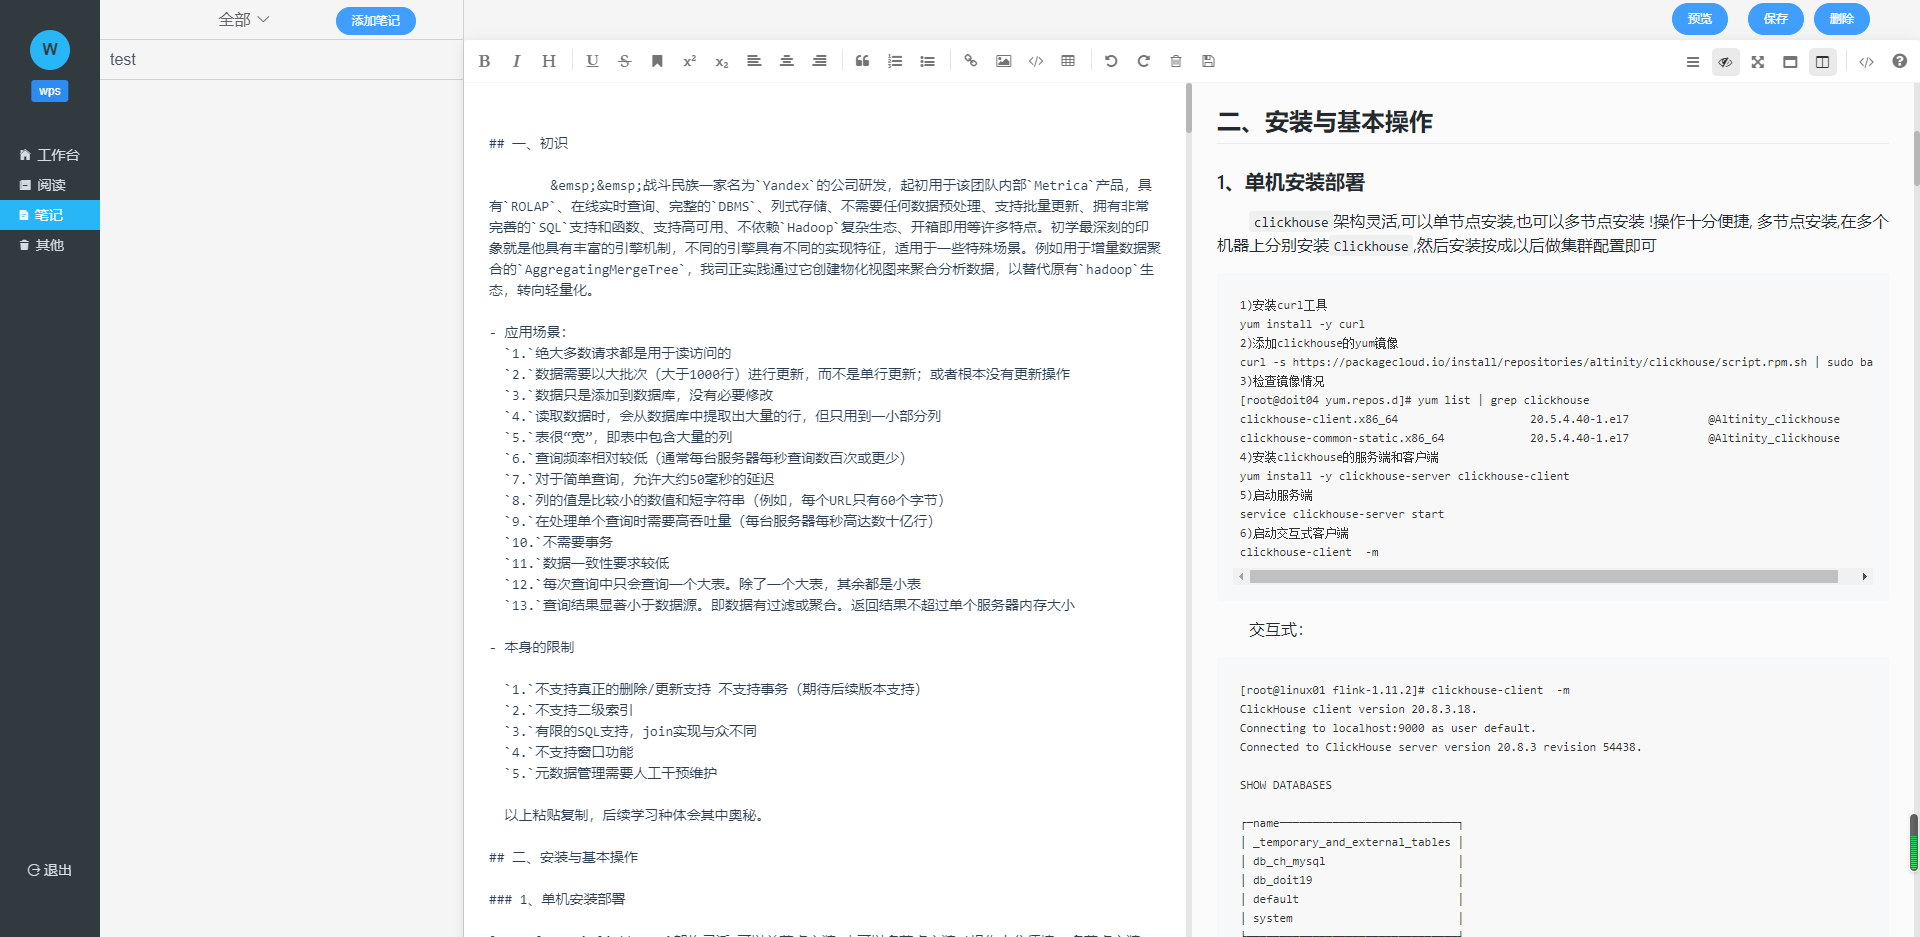 W
wps
工作台
阅读
笔记
其他
退出
全部
添加笔记
test
预览
保存
删除
## 一、初识
&emsp;&emsp;战斗民族一家名为`Yandex`的公司研发，起初用于该团队内部`Metrica`产品，具
有`ROLAP`、在线实时查询、完整的`DBMS`、列式存储、不需要任何数据预处理、支持批量更新、拥有非常
完善的`SQL`支持和函数、支持高可用、不依赖`Hadoop`复杂生态、开箱即用等许多特点。初学最深刻的印
象就是他具有丰富的引擎机制，不同的引擎具有不同的实现特征，适用于一些特殊场景。例如用于增量数据聚
合的`AggregatingMergeTree`，我司正实践通过它创建物化视图来聚合分析数据，以替代原有`hadoop`生
态，转向轻量化。
- 应用场景：
`1.`绝大多数请求都是用于读访问的
`2.`数据需要以大批次（大于1000行）进行更新，而不是单行更新；或者根本没有更新操作
`3.`数据只是添加到数据库，没有必要修改
`4.`读取数据时，会从数据库中提取出大量的行，但只用到一小部分列
`5.`表很“宽”，即表中包含大量的列
`6.`查询频率相对较低（通常每台服务器每秒查询数百次或更少）
`7.`对于简单查询，允许大约50毫秒的延迟
`8.`列的值是比较小的数值和短字符串（例如，每个URL只有60个字节）
`9.`在处理单个查询时需要高吞吐量（每台服务器每秒高达数十亿行）
`10.`不需要事务
`11.`数据一致性要求较低
`12.`每次查询中只会查询一个大表。除了一个大表，其余都是小表
`13.`查询结果显著小于数据源。即数据有过滤或聚合。返回结果不超过单个服务器内存大小
- 本身的限制
`1.`不支持真正的删除/更新支持 不支持事务（期待后续版本支持）
`2.`不支持二级索引
`3.`有限的SQL支持，join实现与众不同
`4.`不支持窗口功能
`5.`元数据管理需要人工干预维护
以上粘贴复制，后续学习种体会其中奥秘。
## 二、安装与基本操作
### 1、单机安装部署
二、安装与基本操作
1、单机安装部署
clickhouse 架构灵活,可以单节点安装,也可以多节点安装 !操作十分便捷, 多节点安装,在多个
机器上分别安装 Clickhouse ,然后安装按成以后做集群配置即可
1)安装curl工具
yum install -y curl
2)添加clickhouse的yum镜像
curl -s https://packagecloud.io/install/repositories/altinity/clickhouse/script.rpm.sh | sudo ba
3)检查镜像情况
[root@doit04 yum.repos.d]# yum list | grep clickhouse
clickhouse-client.x86_64 20.5.4.40-1.el7 @Altinity_clickhouse
clickhouse-common-static.x86_64 20.5.4.40-1.el7 @Altinity_clickhouse
4)安装clickhouse的服务端和客户端
yum install -y clickhouse-server clickhouse-client
5)启动服务端
service clickhouse-server start
6)启动交互式客户端
clickhouse-client -m
交互式：
[root@linux01 flink-1.11.2]# clickhouse-client -m
ClickHouse client version 20.8.3.18.
Connecting to localhost:9000 as user default.
Connected to ClickHouse server version 20.8.3 revision 54438.
SHOW DATABASES
┌─name───────────────────────────┐
│ _temporary_and_external_tables │
│ db_ch_mysql │
│ db_doit19 │
│ default │
│ system │